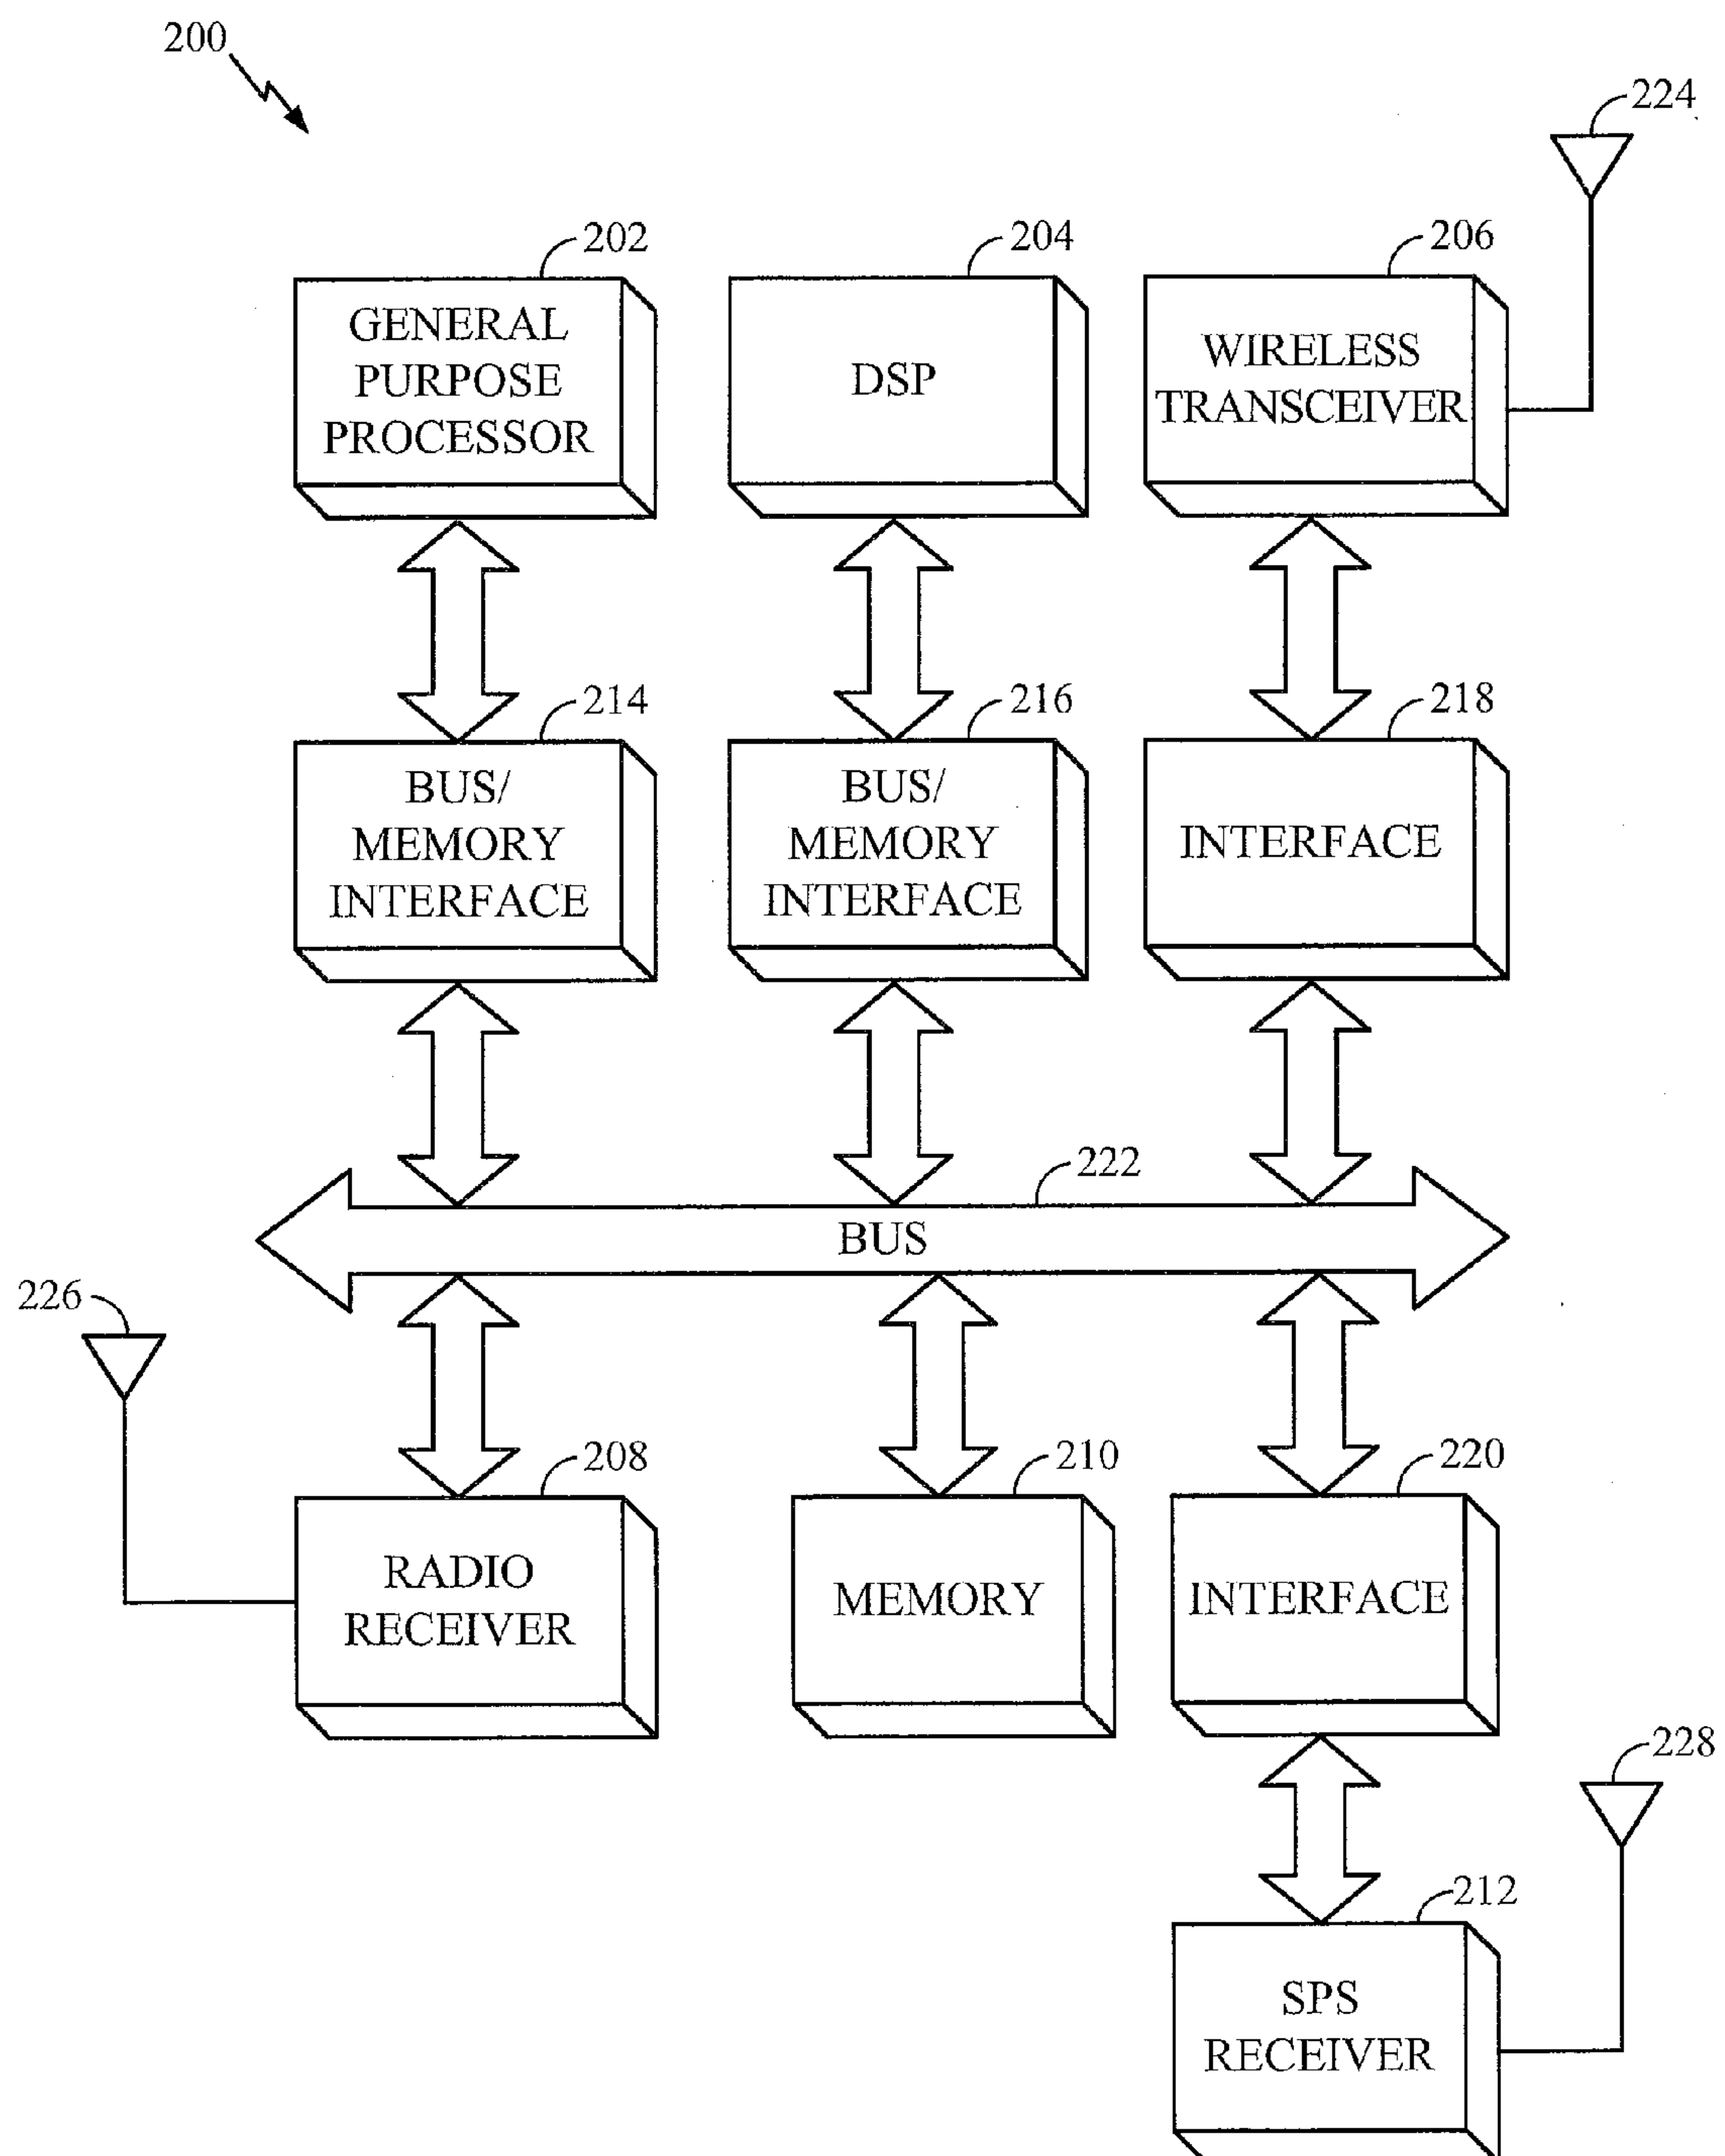 200
224
202
204
206
GENERAL
PURPOSE
PROCESSOR
DSP
WIRELESS
TRANSCEIVER
214
216
218
BUS/
MEMORY
INTERFACE
BUS/
MEMORY
INTERFACE
INTERFACE
222
BUS
226
208
210
220
RADIO
RECEIVER
MEMORY
INTERFACE
228
212
SPS
RECEIVER